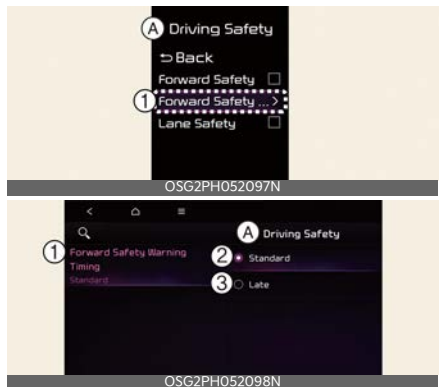 A Driving Safety
Back
Forward Safety
1 Forward Safety ... >
Lane Safety
OSG2PH052097N
A Driving Safety
1 Forward Safety Warning
Timing
Standard
2 Standard
3 Late
OSG2PH052098N